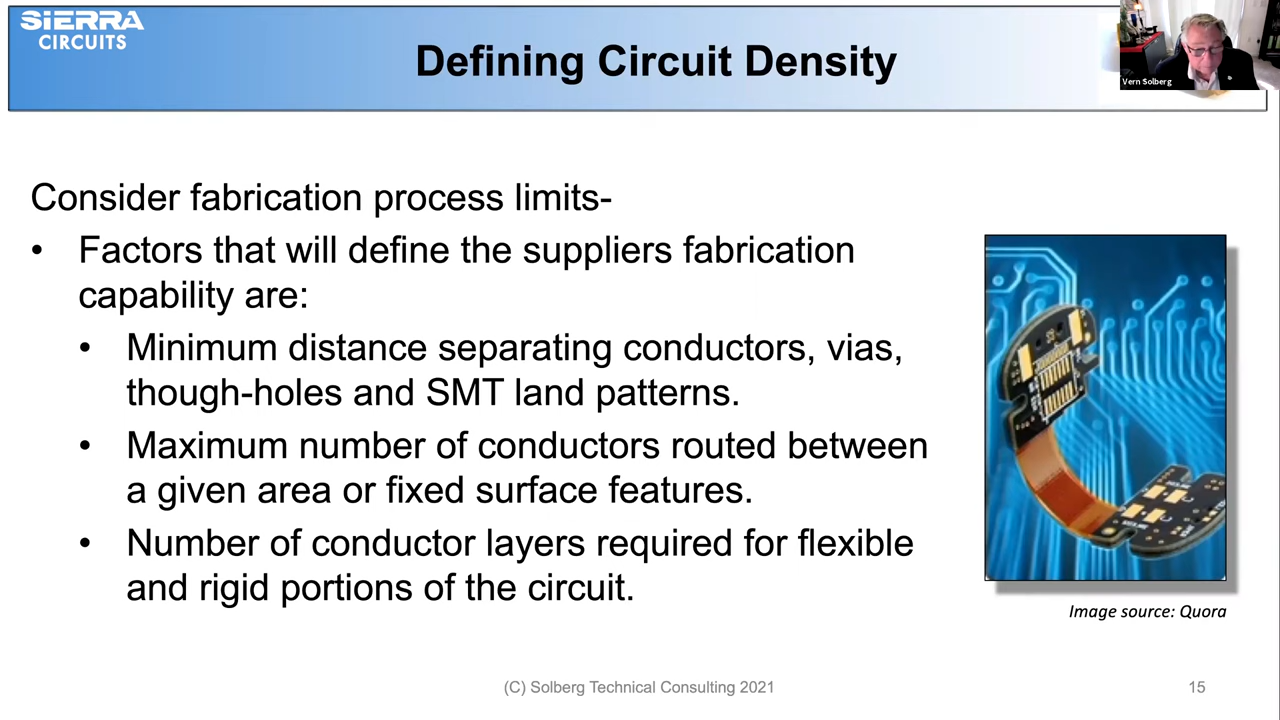 SIERRA
CIRCUITS
Defining Circuit Density
Vern Solberg
Consider fabrication process limits-
• Factors that will define the suppliers fabrication
capability are:
• Minimum distance separating conductors, vias,
though-holes and SMT land patterns.
• Maximum number of conductors routed between
a given area or fixed surface features.
• Number of conductor layers required for flexible
and rigid portions of the circuit.
Image source: Quora
(C) Solberg Technical Consulting 2021
15